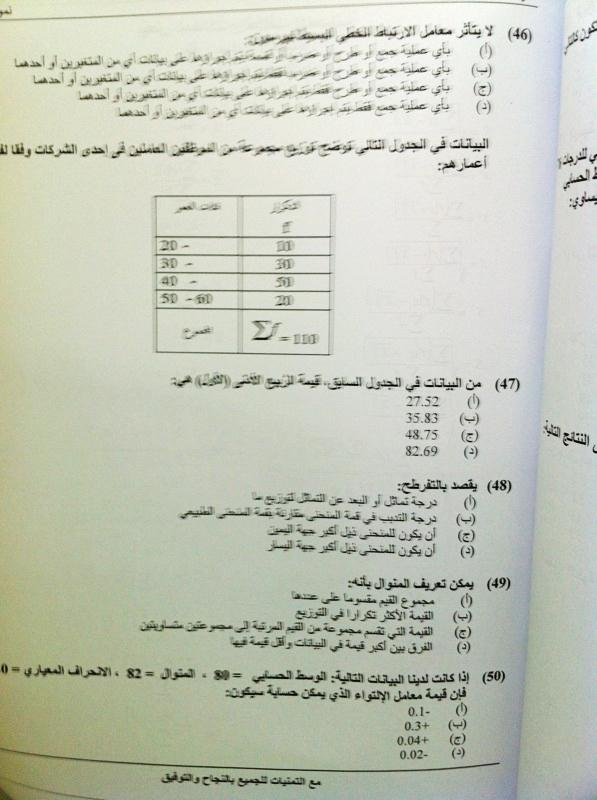 (46) لا يتأثر معامل الارتباط الخطي البسيط
(أ) بأي عملية جمع أو طرح أو ضرب أو قسمة يتم إجراؤها على بيانات أي من المتغيرين أو أحدهما
(ب) بأي عملية جمع أو طرح أو ضرب فقط يتم إجراؤها على بيانات أي من المتغيرين أو أحدهما
(ج) بأي عملية جمع أو طرح فقط يتم إجراؤها على بيانات أي من المتغيرين أو أحدهما
(د) بأي عملية جمع فقط يتم إجراؤها على بيانات أي من المتغيرين أو أحدهما
البيانات في الجدول التالي توضح توزيع مجموعة من الموظفين العاملين في إحدى الشركات وفقا
أعمارهم:
التكرار فئات العمر
f
10 20 -
30 30 -
50 40 -
20 50 - 60
∑f = 110 المجموع
(47) من البيانات في الجدول السابق، قيمة الربيع الأدنى (الأول) هي:
(أ) 27.52
(ب) 35.83
(ج) 48.75
(د) 82.69
(48) يقصد بالتفرطح:
(أ) درجة تماثل أو البعد عن التماثل لتوزيع ما
(ب) درجة التدبب في قمة المنحنى مقارنة بقمة المنحنى الطبيعي
(ج) أن يكون للمنحنى ذيل أكبر جهة اليمين
(د) أن يكون للمنحنى ذيل أكبر جهة اليسار
(49) يمكن تعريف المنوال بأنه:
(أ) مجموع القيم مقسوما على عددها
(ب) القيمة الأكثر تكرارا في التوزيع
(ج) القيمة التي تقسم مجموعة من القيم المرتبة إلى مجموعتين متساويتين
(د) الفرق بين أكبر قيمة في البيانات وأقل قيمة فيها
(50) إذا كانت لدينا البيانات التالية: الوسط الحسابي = 80 ، المنوال = 82 ، الانحراف المعياري =
فإن قيمة معامل الإلتواء الذي يمكن حسابة سيكون:
(أ) 0.1-
(ب) 0.3+
(ج) 0.04+
(د) 0.02-
مع التمنيات للجميع بالنجاح والتوفيق
ي للدرجات
ط الحسابي
يساوي:
النتائج التالية: